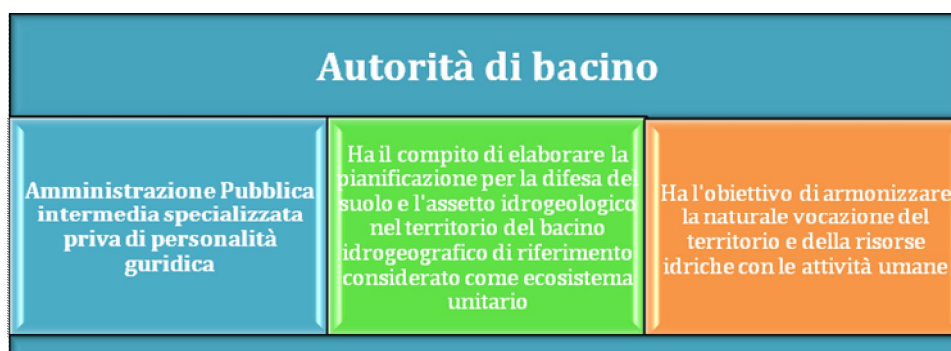 Autorità di bacino
Amministrazione Pubblica
intermedia specializzata
priva di personalità
guridica
Ha il compito di elaborare la
pianificazione per la difesa del
suolo e l'assetto idrogeologico
nel territorio del bacino
idrogeografico di riferimento
considerato come ecosistema
unitario
Ha l'obiettivo di armonizzare
la naturale vocazione del
territorio e della risorse
idriche con le attività umane